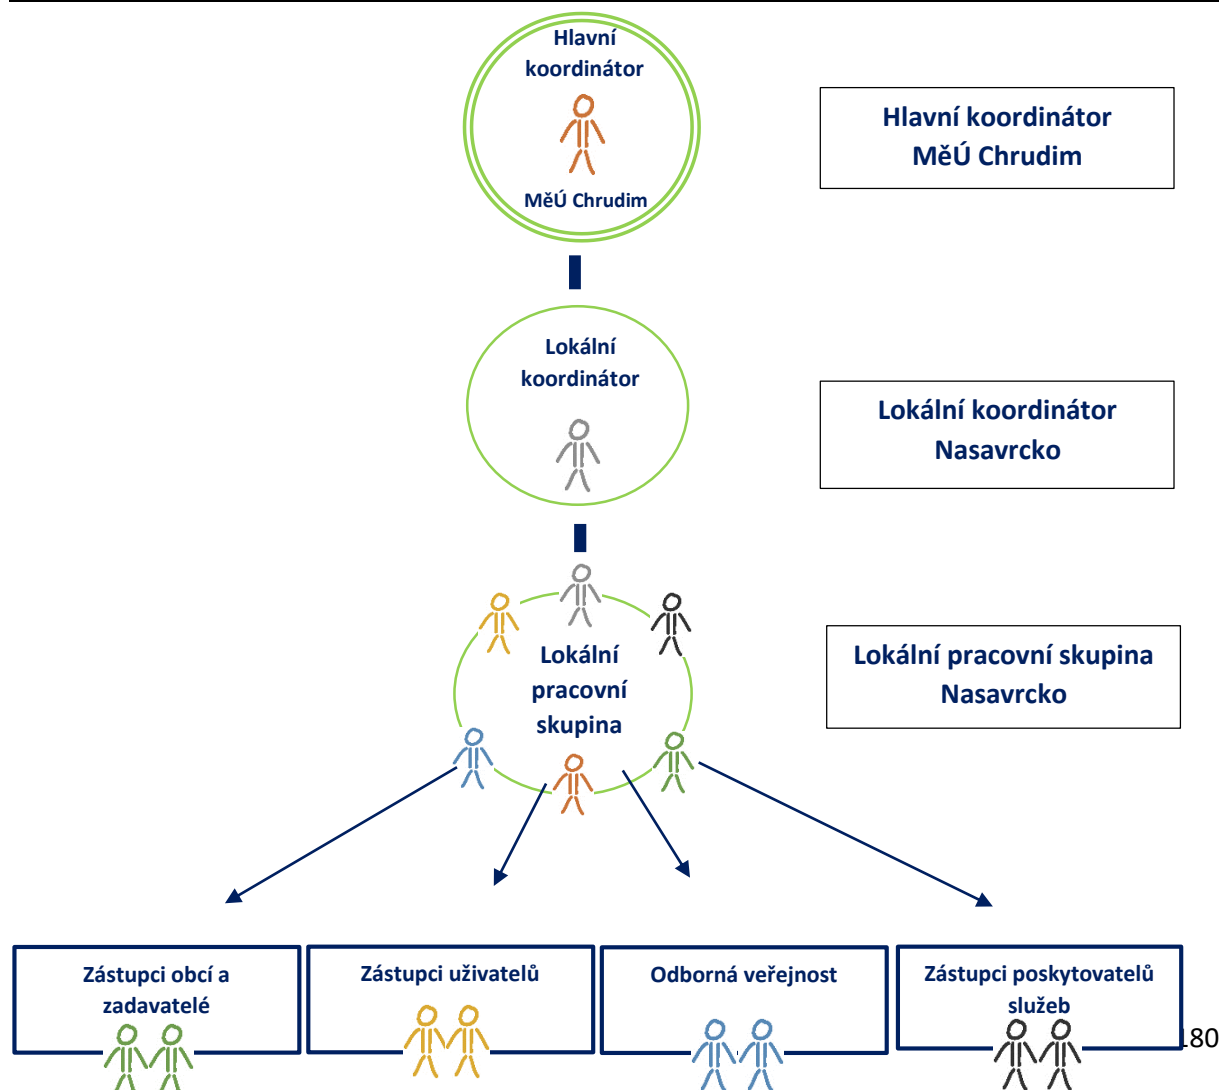 Hlavní
koordinátor
MěÚ Chrudim
Hlavní koordinátor
MěÚ Chrudim
Lokální
koordinátor
Lokální koordinátor
Nasavrcko
Lokální
pracovní
skupina
Lokální pracovní skupina
Nasavrcko
Zástupci obcí a
zadavatelé
Zástupci uživatelů
Odborná veřejnost
Zástupci poskytovatelů
služeb
180